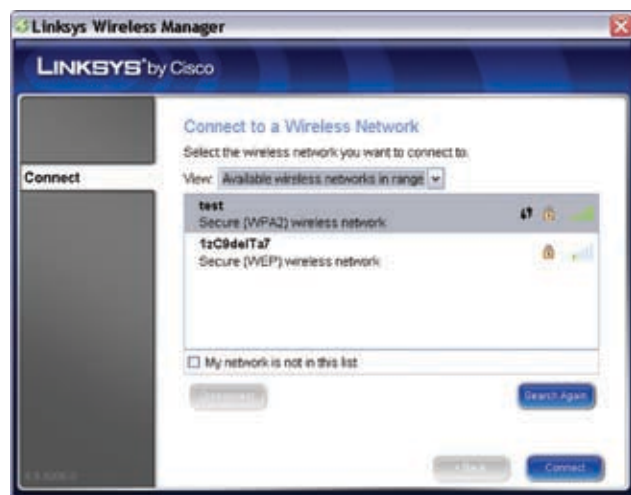 Linksys Wireless Manager
LINKSYS® by Cisco
Connect to a Wireless Network
Select the wireless network you want to connect to.
Connect
View: Available wireless networks in range
test
Secure (WPA2) wireless network
1zC9delTa7
Secure (WEP) wireless network
My network is not in this list
Search Again
Connect